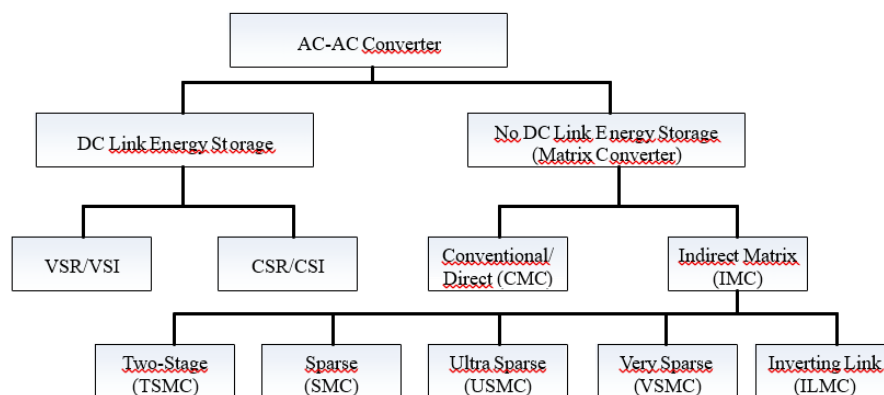 AC-AC Converter
DC Link Energy Storage
No DC Link Energy Storage
(Matrix Converter)
VSR/VSI
CSR/CSI
Conventional/
Direct (CMC)
Indirect Matrix
(IMC)
Two-Stage
(TSMC)
Sparse
(SMC)
Ultra Sparse
(USMC)
Very Sparse
(VSMC)
Inverting Link
(ILMC)